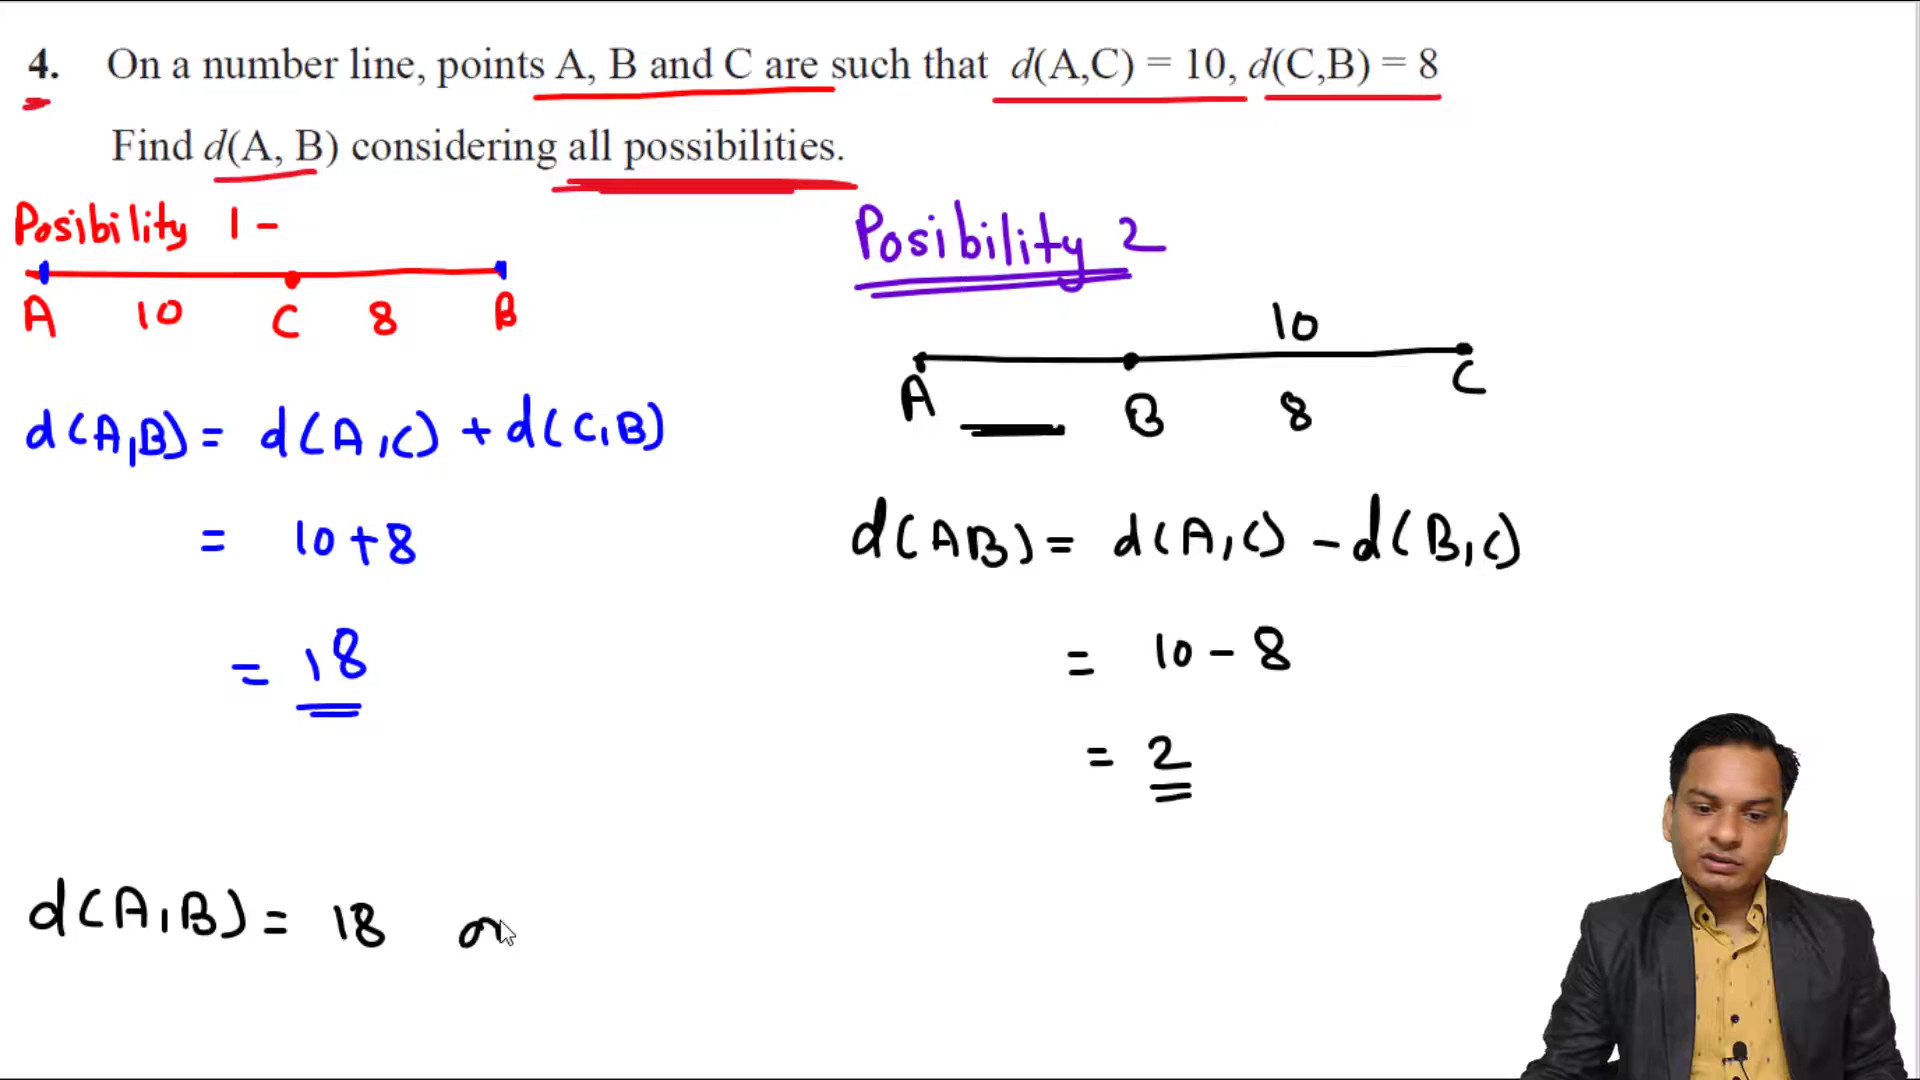 4. On a number line, points A, B and C are such that d(A,C) = 10, d(C,B) = 8
Find d(A, B) considering all possibilities.
Posibility 1 -
A 10 C 8 B
d(A,B) = d(A,C) + d(C,B)
= 10+8
= 18
Posibility 2
10
A B 8 C
d(AB) = d(A,C) - d(B,C)
= 10 - 8
= 2
d(A,B) = 18 or